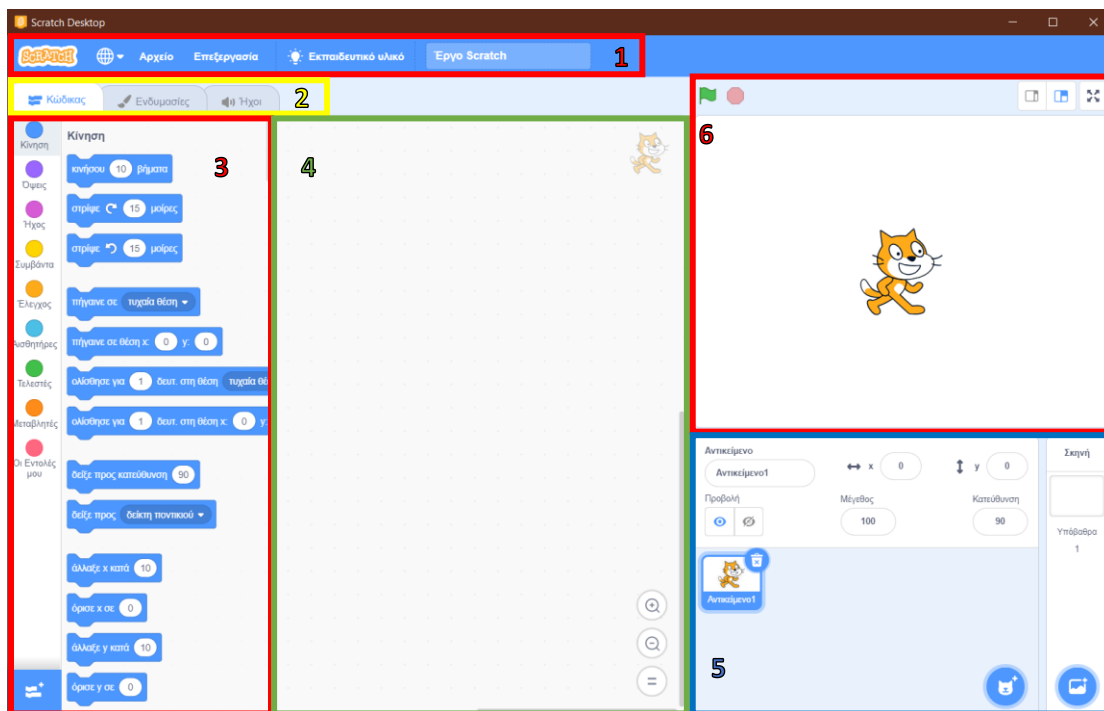 Scratch Desktop
SCRATCH Αρχείο Επεξεργασία Εκπαιδευτικό υλικό Έργο Scratch 1
Κώδικας Ενδυμασίες Ήχοι 2
Κίνηση
Όψεις
Ήχος
Συμβάντα
Έλεγχος
Αισθητήρες
Τελεστές
Μεταβλητές
Οι Εντολές
μου
Κίνηση
3
κινήσου 10 βήματα
στρίψε 15 μοίρες
στρίψε 15 μοίρες
πήγαινε σε τυχαία θέση
πήγαινε σε θέση x: 0 y: 0
ολίσθησε για 1 δευτ. στη θέση τυχαία θέ
ολίσθησε για 1 δευτ. στη θέση x: 0 y:
δείξε προς κατεύθυνση 90
δείξε προς δείκτη ποντικιού
άλλαξε x κατά 10
όρισε x σε 0
άλλαξε y κατά 10
όρισε y σε 0
4
6
Αντικείμενο
Αντικείμενο1 x 0 y 0
Προβολή Μέγεθος Κατεύθυνση
100 90
Αντικείμενο1
5
Σκηνή
Υπόβαθρα
1